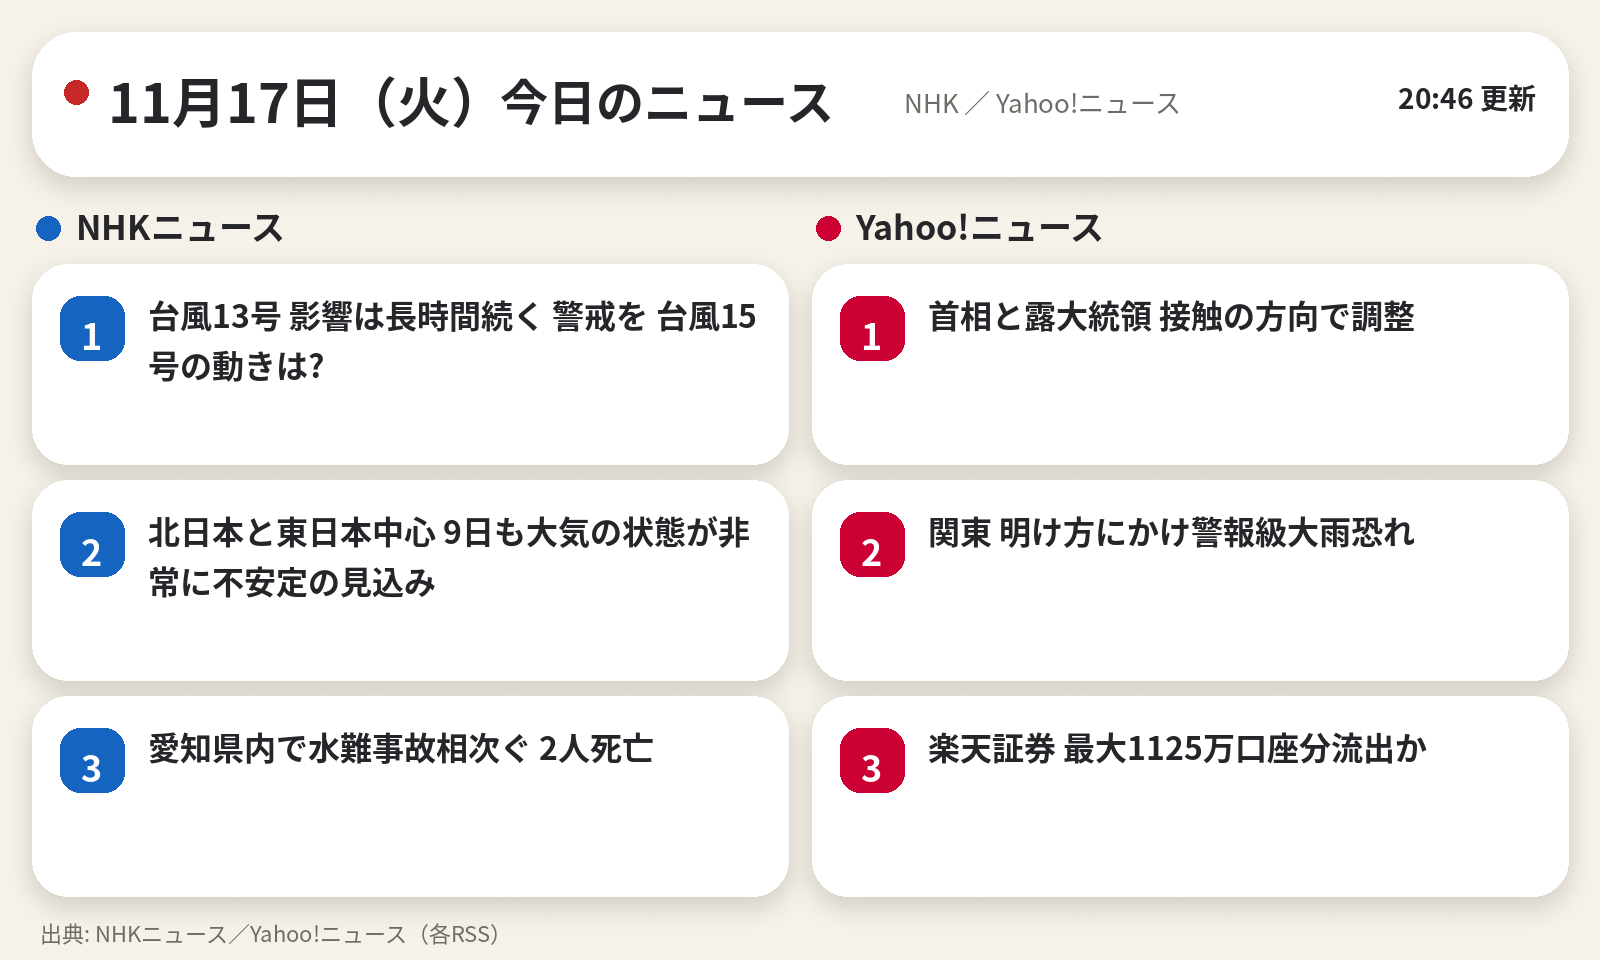 11月17日（火）今日のニュース
NHK ／ Yahoo!ニュース
20:46 更新
NHKニュース
1
台風13号 影響は長時間続く 警戒を 台風15
号の動きは?
2
北日本と東日本中心 9日も大気の状態が非
常に不安定の見込み
3
愛知県内で水難事故相次ぐ 2人死亡
Yahoo!ニュース
1
首相と露大統領 接触の方向で調整
2
関東 明け方にかけ警報級大雨恐れ
3
楽天証券 最大1125万口座分流出か
出典: NHKニュース／Yahoo!ニュース（各RSS）